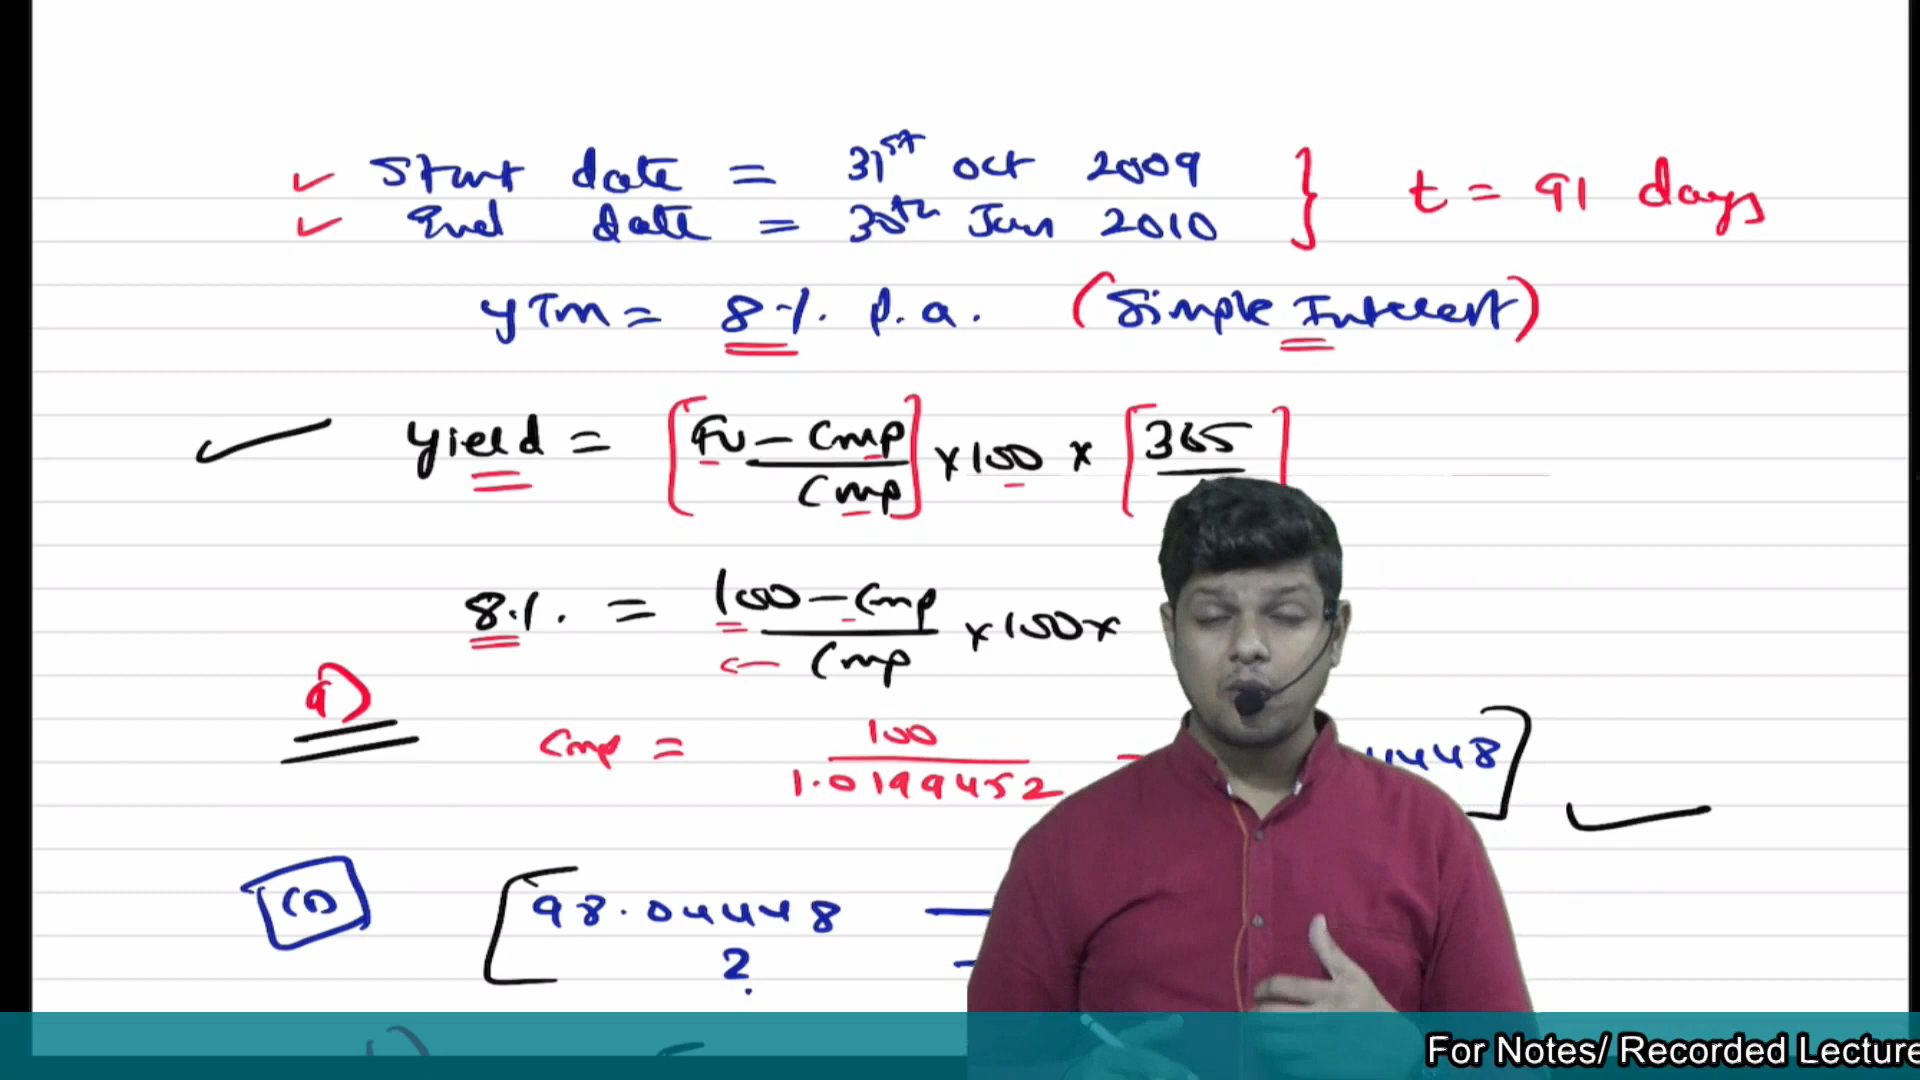 Start date = 31st Oct 2009
End date = 30th Jan 2010
t = 91 days
YTM = 8% P.a. (Simple Interest)
Yield = [FV - CMP / CMP] × 100 × [365
8% = 100 - CMP / CMP × 100 ×
a)
CMP = 100 / 1.0199452 =
4448]
98.04448 —
2
For Notes/ Recorded Lecture